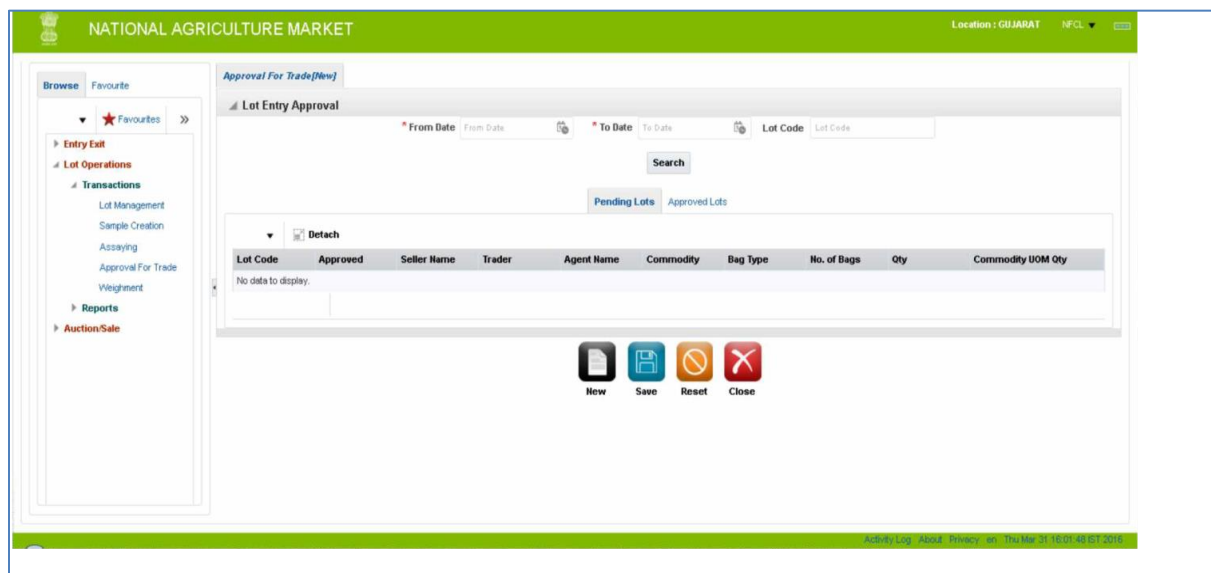 NATIONAL AGRICULTURE MARKET
Location : GUJARAT NFCL
Browse Favourite
Favourites »
Entry Exit
Lot Operations
Transactions
Lot Management
Sample Creation
Assaying
Approval For Trade
Weighment
Reports
Auction/Sale
Approval For Trade[New]
Lot Entry Approval
* From Date From Date * To Date To Date Lot Code Lot Code
Search
Pending Lots Approved Lots
Detach
Lot Code Approved Seller Name Trader Agent Name Commodity Bag Type No. of Bags Qty Commodity UOM Qty
No data to display.
New Save Reset Close
Activity Log About Privacy en Thu Mar 31 16:01:48 IST 2016